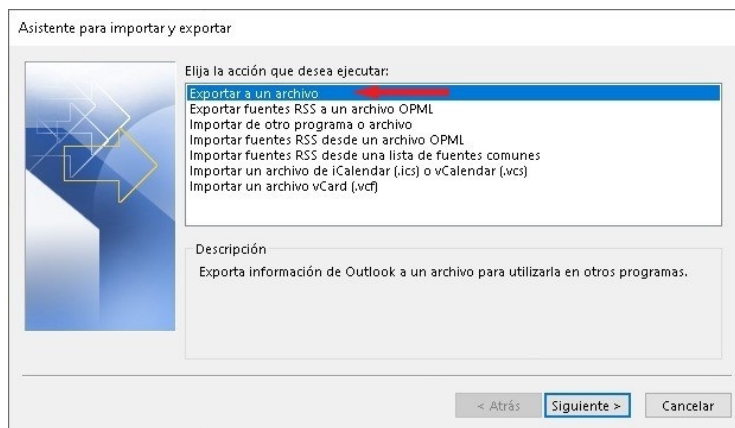 Asistente para importar y exportar
Elija la acción que desea ejecutar:
Exportar a un archivo
Exportar fuentes RSS a un archivo OPML
Importar de otro programa o archivo
Importar fuentes RSS desde un archivo OPML
Importar fuentes RSS desde una lista de fuentes comunes
Importar un archivo de iCalendar (.ics) o vCalendar (.vcs)
Importar un archivo vCard (.vcf)
Descripción
Exporta información de Outlook a un archivo para utilizarla en otros programas.
< Atrás Siguiente > Cancelar